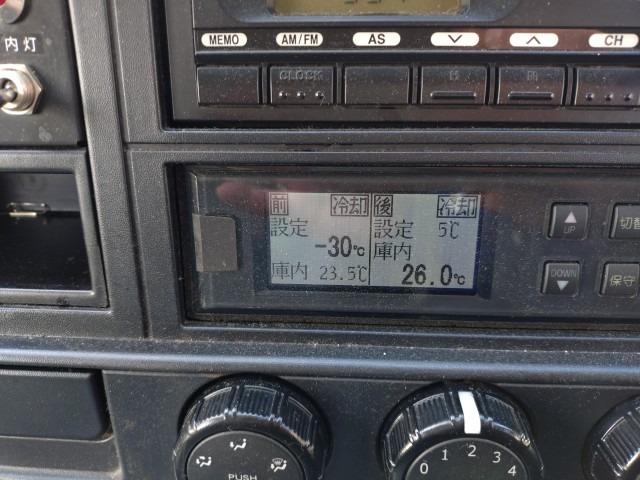 内灯
MEMO AM/FM AS CH
CLOCK
前 冷却 後 冷却
設定 設定 5℃
-30℃ 庫内
庫内 23.5℃ 26.0℃
UP 切替
DOWN 保守
PUSH
0 1 2 3 4